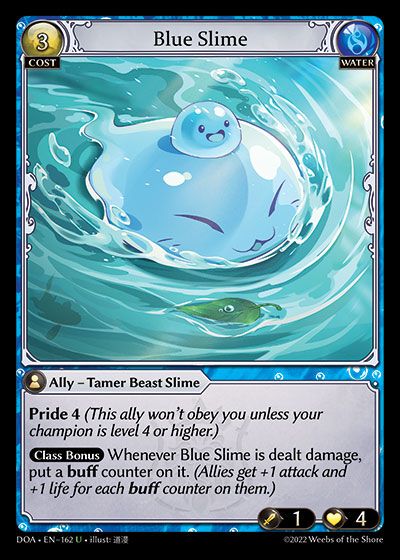 3
COST
Blue Slime
WATER
Ally – Tamer Beast Slime
Pride 4 (This ally won't obey you unless your
champion is level 4 or higher.)
Class Bonus Whenever Blue Slime is dealt damage,
put a buff counter on it. (Allies get +1 attack and
+1 life for each buff counter on them.)
1
4
DOA • EN–162 U • illust: 道潯
©2022 Weebs of the Shore